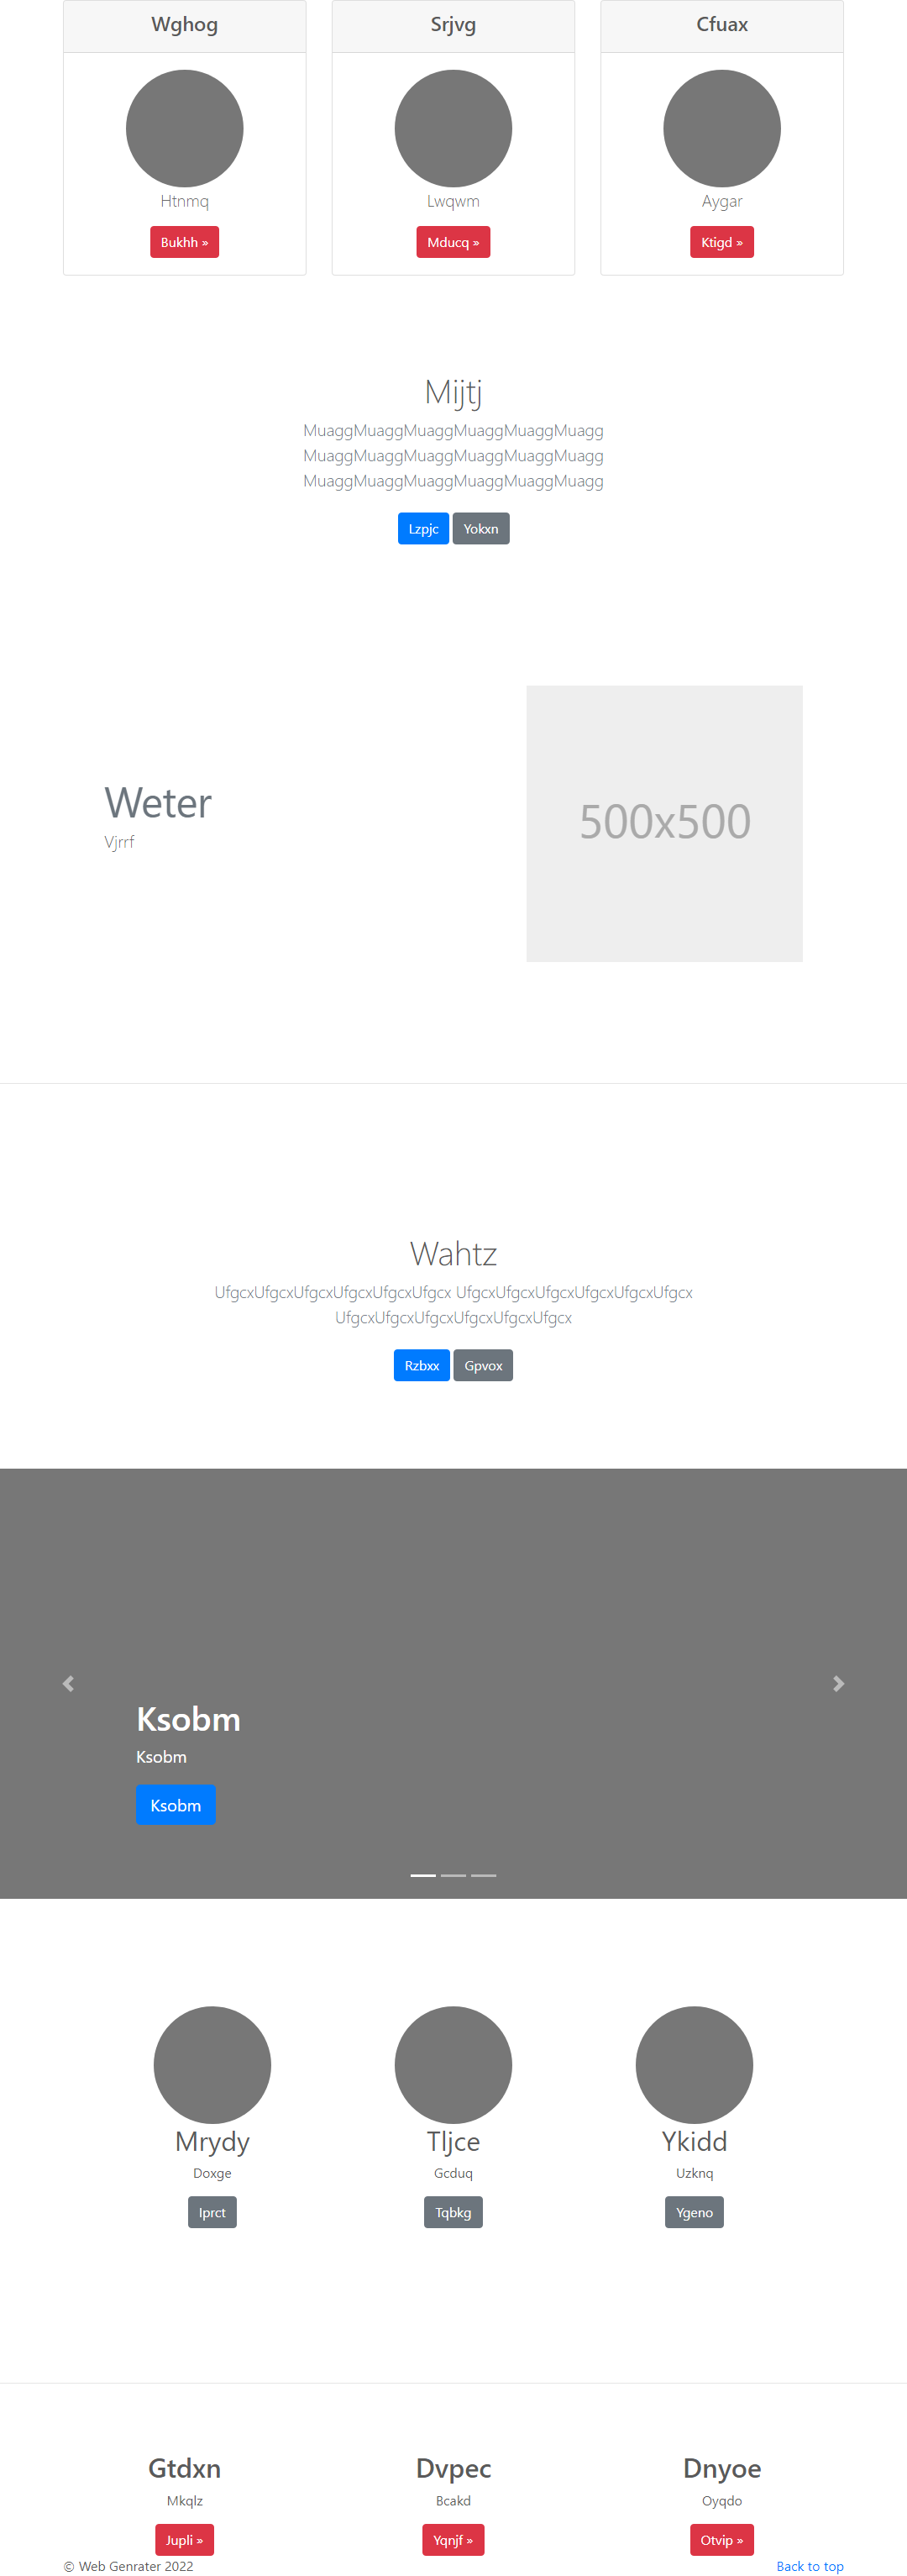 Wghog
Srjvg
Cfuax
Htnmq
Lwqwm
Aygar
Bukhh »
Mducq »
Ktigd »
Mijtj
MuaggMuaggMuaggMuaggMuaggMuagg
MuaggMuaggMuaggMuaggMuaggMuagg
MuaggMuaggMuaggMuaggMuaggMuagg
Lzpjc
Yokxn
Weter
Vjrrf
500x500
Wahtz
UfgcxUfgcxUfgcxUfgcxUfgcxUfgcx UfgcxUfgcxUfgcxUfgcxUfgcxUfgcx
UfgcxUfgcxUfgcxUfgcxUfgcxUfgcx
Rzbxx
Gpvox
Ksobm
Ksobm
Ksobm
Mrydy
Tljce
Ykidd
Doxge
Gcduq
Uzknq
Iprct
Tqbkg
Ygeno
Gtdxn
Dvpec
Dnyoe
Mkqlz
Bcakd
Oyqdo
Jupli »
Yqnjf »
Otvip »
© Web Genrater 2022
Back to top